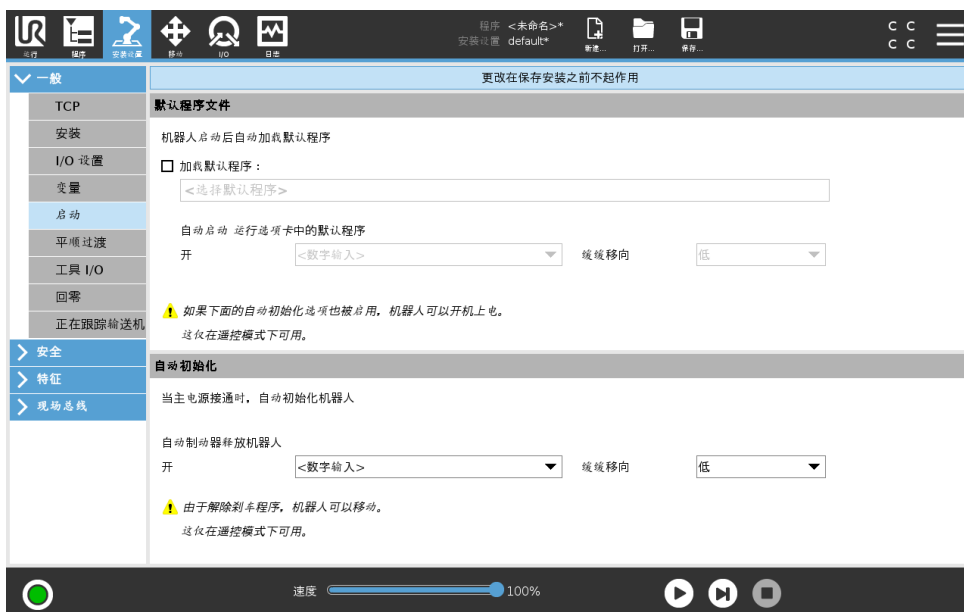 UR
程序 <未命名>*
安装设置 default*
运行 程序 安装设置 移动 I/O 日志 新建... 打开... 保存...
C C
C C
一般
更改在保存安装之前不起作用
TCP
默认程序文件
安装
机器人启动后自动加载默认程序
I/O 设置
加载默认程序：
变量
<选择默认程序>
启动
自动启动 运行选项卡中的默认程序
平顺过渡
开 <数字输入> 缓缓移向 低
工具 I/O
回零
如果下面的自动初始化选项也被启用，机器人可以开机上电。
正在跟踪输送机
这仅在遥控模式下可用。
安全
自动初始化
特征
当主电源接通时，自动初始化机器人
现场总线
自动制动器释放机器人
开 <数字输入> 缓缓移向 低
由于解除刹车程序，机器人可以移动。
这仅在遥控模式下可用。
速度 100%